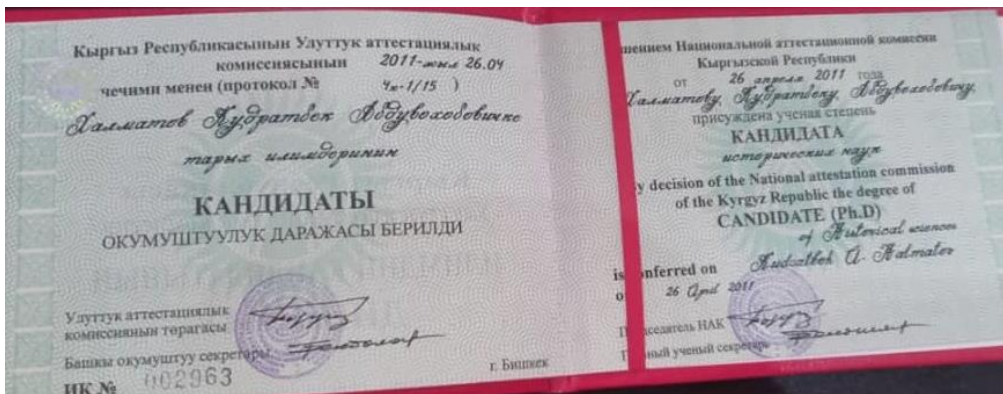 Кыргыз Республикасынын Улуттук аттестациялык
комиссиясынын 2011-жыл 26.04
чечими менен (протокол № 4к-1/15 )
Халматов Кудратбек Абдувохобовичке
тарых илимдеринин
КАНДИДАТЫ
ОКУМУШТУУЛУК ДАРАЖАСЫ БЕРИЛДИ
Улуттук аттестациялык
комиссиянын төрагасы
Башкы окумуштуу секретары
г. Бишкек
ИК № 002963
шением Национальной аттестационной комиссии
Кыргызской Республики
от 26 апреля 2011 года
Халматову Кудратбеку Абдувохобовичу
присуждена ученая степень
КАНДИДАТА
исторических наук
y decision of the National attestation commission
of the Kyrgyz Republic the degree of
CANDIDATE (Ph.D)
of Historical sciences
is onferred on Kudratbek A. Halmatov
o 26 April 2011
П седатель НАК
Г ный ученый секретарь